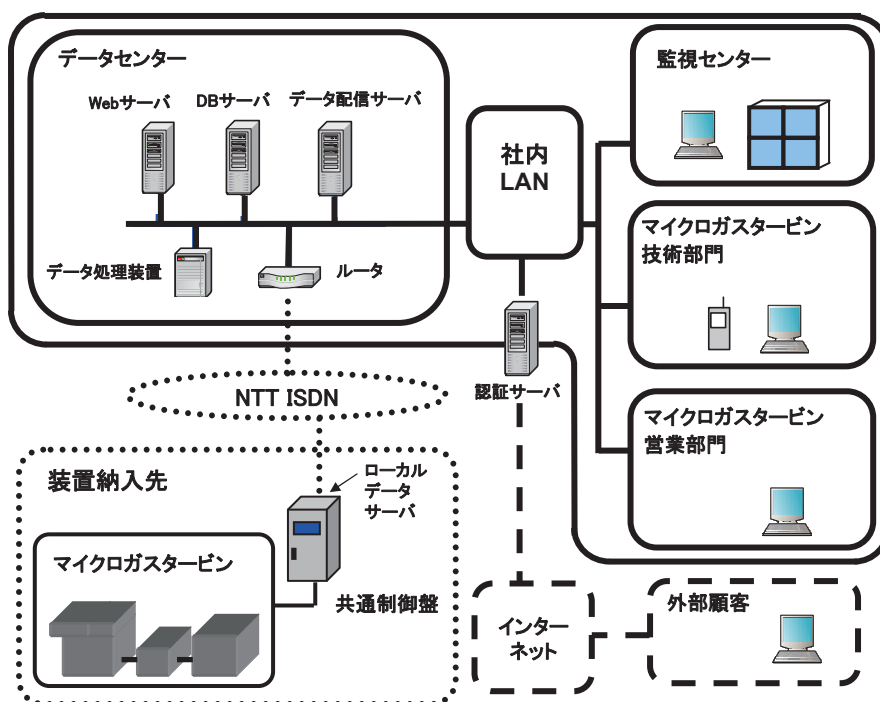 データセンター
Webサーバ
DBサーバ
データ配信サーバ
データ処理装置
ルータ
社内
LAN
監視センター
マイクロガスタービン
技術部門
マイクロガスタービン
営業部門
認証サーバ
NTT ISDN
装置納入先
ローカル
データ
サーバ
マイクロガスタービン
共通制御盤
インター
ネット
外部顧客